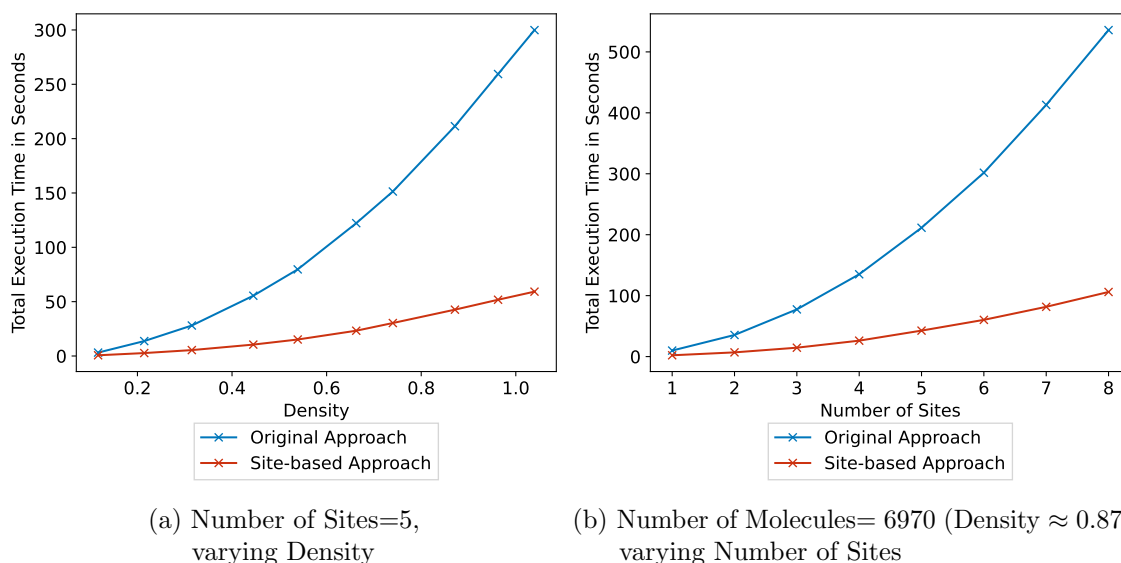 300
250
200
150
100
50
0
Total Execution Time in Seconds
0.2 0.4 0.6 0.8 1.0
Density
Original Approach
Site-based Approach
(a) Number of Sites=5,
varying Density
500
400
300
200
100
0
Total Execution Time in Seconds
1 2 3 4 5 6 7 8
Number of Sites
Original Approach
Site-based Approach
(b) Number of Molecules= 6970 (Density ≈ 0.87
varying Number of Sites